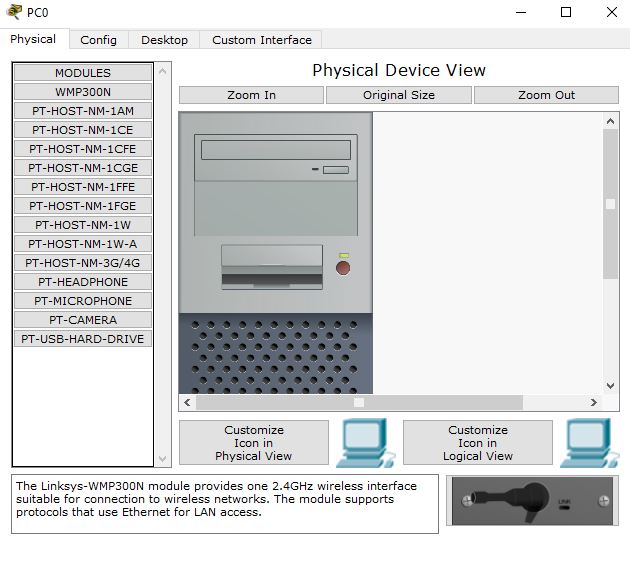 PC0
Physical
Config
Desktop
Custom Interface
MODULES
WMP300N
PT-HOST-NM-1AM
PT-HOST-NM-1CE
PT-HOST-NM-1CFE
PT-HOST-NM-1CGE
PT-HOST-NM-1FFE
PT-HOST-NM-1FGE
PT-HOST-NM-1W
PT-HOST-NM-1W-A
PT-HOST-NM-3G/4G
PT-HEADPHONE
PT-MICROPHONE
PT-CAMERA
PT-USB-HARD-DRIVE
Physical Device View
Zoom In
Original Size
Zoom Out
Customize
Icon in
Physical View
Customize
Icon in
Logical View
The Linksys-WMP300N module provides one 2.4GHz wireless interface
suitable for connection to wireless networks. The module supports
protocols that use Ethernet for LAN access.
LINK